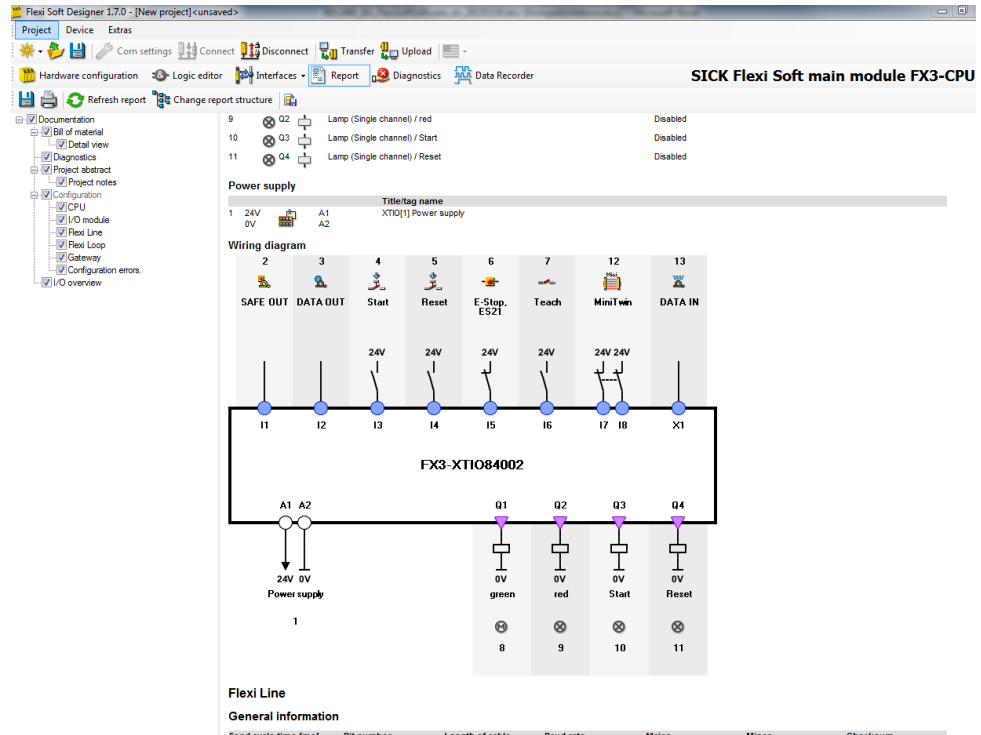 Flexi Soft Designer 1.7.0 - [New project]<unsaved>
Project Device Extras
Com settings Connect Disconnect Transfer Upload
Hardware configuration Logic editor Interfaces Report Diagnostics Data Recorder SICK Flexi Soft main module FX3-CPU
Refresh report Change report structure
Documentation
Bill of material
Detail view
Diagnostics
Project abstract
Project notes
Configuration
CPU
I/O module
Flexi Line
Flexi Loop
Gateway
Configuration errors.
I/O overview
9 Q2 Lamp (Single channel) / red Disabled
10 Q3 Lamp (Single channel) / Start Disabled
11 Q4 Lamp (Single channel) / Reset Disabled
Power supply
Title/tag name
1 24V A1 XTIO[1] Power supply
0V A2
Wiring diagram
2 3 4 5 6 7 12 13
Mini
SAFE OUT DATA OUT Start Reset E-Stop, Teach MiniTwin DATA IN
ES21
24V 24V 24V 24V 24V 24V
I1 I2 I3 I4 I5 I6 I7 I8 X1
FX3-XTIO84002
A1 A2 Q1 Q2 Q3 Q4
24V 0V 0V 0V 0V 0V
Power supply green red Start Reset
1
M
8 9 10 11
Flexi Line
General information